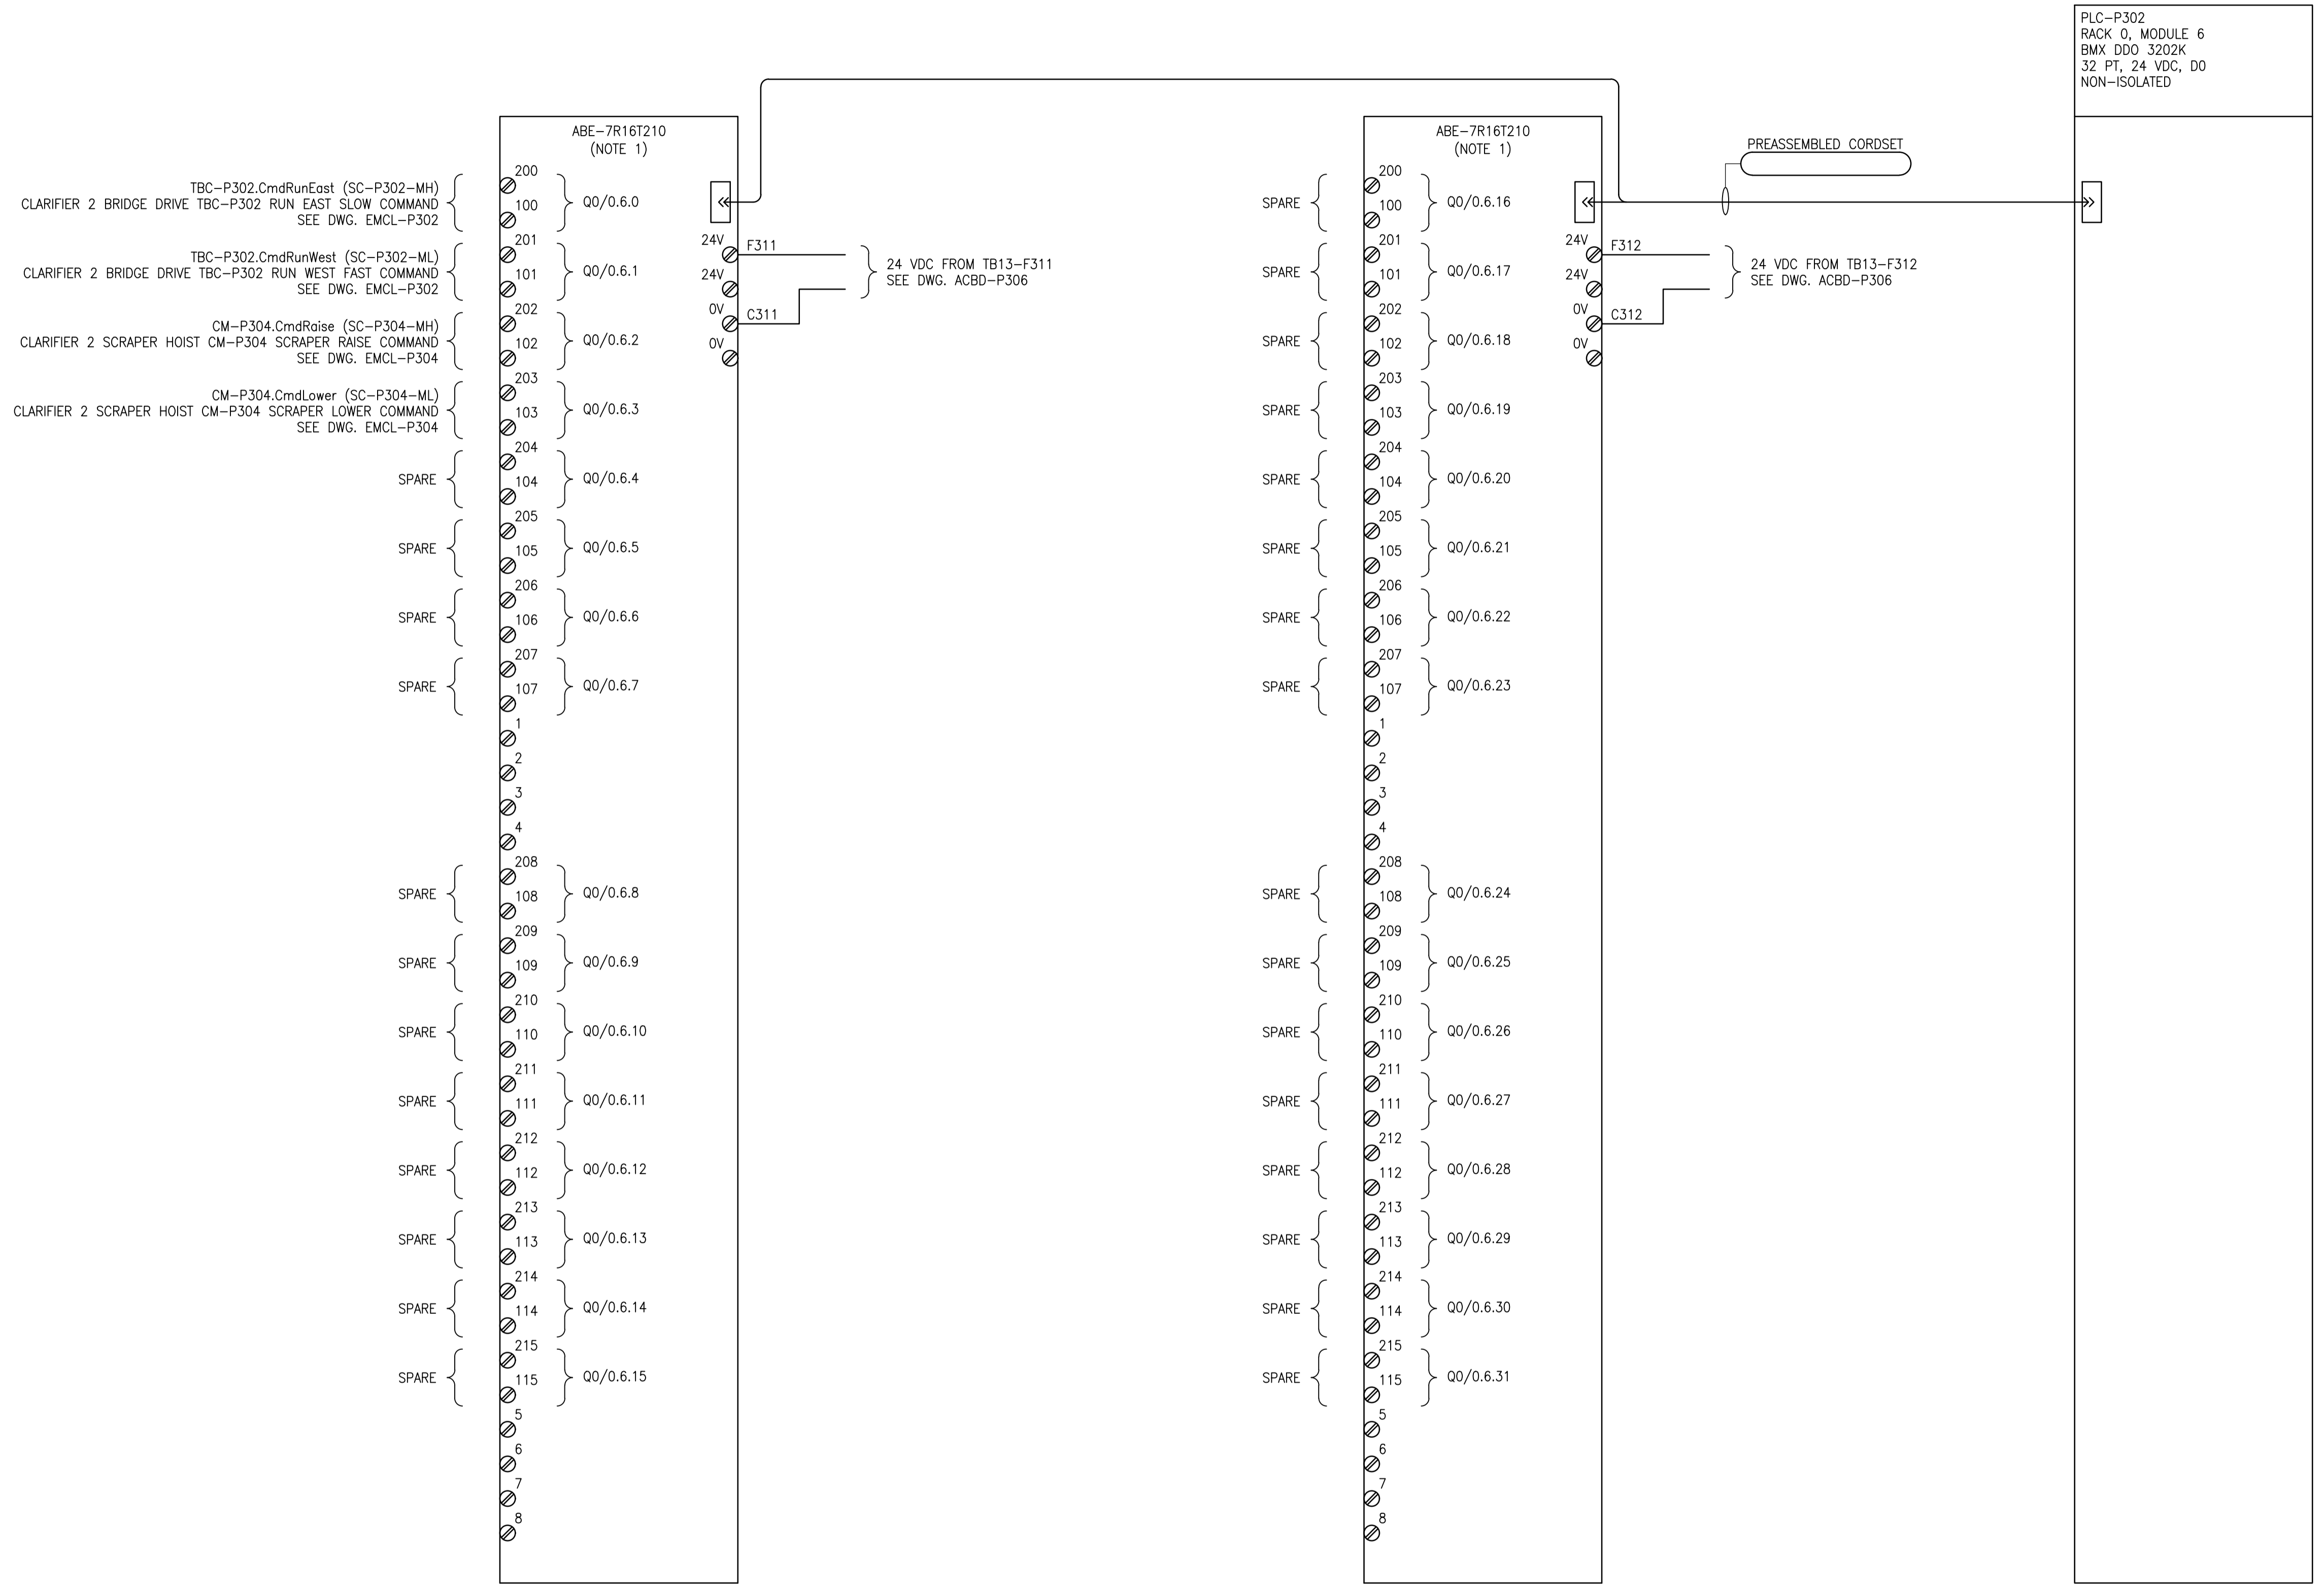 PLC-P302
RACK 0, MODULE 6
BMX DDO 3202K
32 PT, 24 VDC, DO
NON-ISOLATED
PREASSEMBLED CORDSET
ABE-7R16T210
(NOTE 1)
TBC-P302.CmdRunEast (SC-P302-MH)
CLARIFIER 2 BRIDGE DRIVE TBC-P302 RUN EAST SLOW COMMAND
SEE DWG. EMCL-P302
200
100
Q0/0.6.0
TBC-P302.CmdRunWest (SC-P302-ML)
CLARIFIER 2 BRIDGE DRIVE TBC-P302 RUN WEST FAST COMMAND
SEE DWG. EMCL-P302
201
101
Q0/0.6.1
CM-P304.CmdRaise (SC-P304-MH)
CLARIFIER 2 SCRAPER HOIST CM-P304 SCRAPER RAISE COMMAND
SEE DWG. EMCL-P304
202
102
Q0/0.6.2
CM-P304.CmdLower (SC-P304-ML)
CLARIFIER 2 SCRAPER HOIST CM-P304 SCRAPER LOWER COMMAND
SEE DWG. EMCL-P304
203
103
Q0/0.6.3
SPARE
204
104
Q0/0.6.4
SPARE
205
105
Q0/0.6.5
SPARE
206
106
Q0/0.6.6
SPARE
207
107
Q0/0.6.7
1
2
3
4
SPARE
208
108
Q0/0.6.8
SPARE
209
109
Q0/0.6.9
SPARE
210
110
Q0/0.6.10
SPARE
211
111
Q0/0.6.11
SPARE
212
112
Q0/0.6.12
SPARE
213
113
Q0/0.6.13
SPARE
214
114
Q0/0.6.14
SPARE
215
115
Q0/0.6.15
5
6
7
8
24V
F311
24V
0V
C311
0V
24 VDC FROM TB13-F311
SEE DWG. ACBD-P306
ABE-7R16T210
(NOTE 1)
SPARE
200
100
Q0/0.6.16
SPARE
201
101
Q0/0.6.17
SPARE
202
102
Q0/0.6.18
SPARE
203
103
Q0/0.6.19
SPARE
204
104
Q0/0.6.20
SPARE
205
105
Q0/0.6.21
SPARE
206
106
Q0/0.6.22
SPARE
207
107
Q0/0.6.23
1
2
3
4
SPARE
208
108
Q0/0.6.24
SPARE
209
109
Q0/0.6.25
SPARE
210
110
Q0/0.6.26
SPARE
211
111
Q0/0.6.27
SPARE
212
112
Q0/0.6.28
SPARE
213
113
Q0/0.6.29
SPARE
214
114
Q0/0.6.30
SPARE
215
115
Q0/0.6.31
5
6
7
8
24V
F312
24V
0V
C312
0V
24 VDC FROM TB13-F312
SEE DWG. ACBD-P306